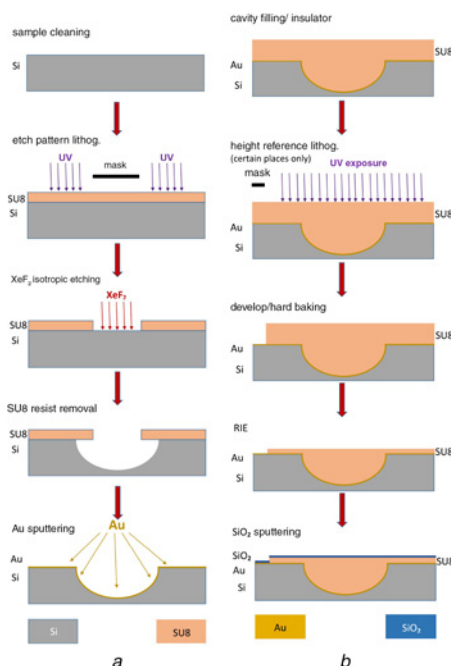 sample cleaning
Si
etch pattern lithog.
UV
mask
UV
SU8
Si
XeF₂ isotropic etching
XeF₂
SU8
Si
SU8 resist removal
SU8
Si
Au sputtering
Au
Au
Si
Si
SU8
a
cavity filling/ insulator
SU8
Au
Si
height reference lithog.
(certain places only)
mask
UV exposure
SU8
Au
Si
develop/hard baking
SU8
Au
Si
RIE
Au
SU8
Si
SiO₂ sputtering
SiO₂
Au
SU8
Si
Au
SiO₂
b